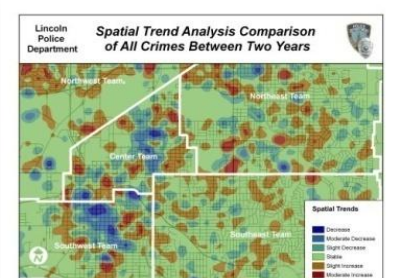 Lincoln
Police
Department
Spatial Trend Analysis Comparison
of All Crimes Between Two Years
Northwest Team
Northeast Team
Center Team
Southwest Team
Southeast Team
Spatial Trends
Decrease
Moderate Decrease
Slight Decrease
Stable
Slight Increase
Moderate Increase